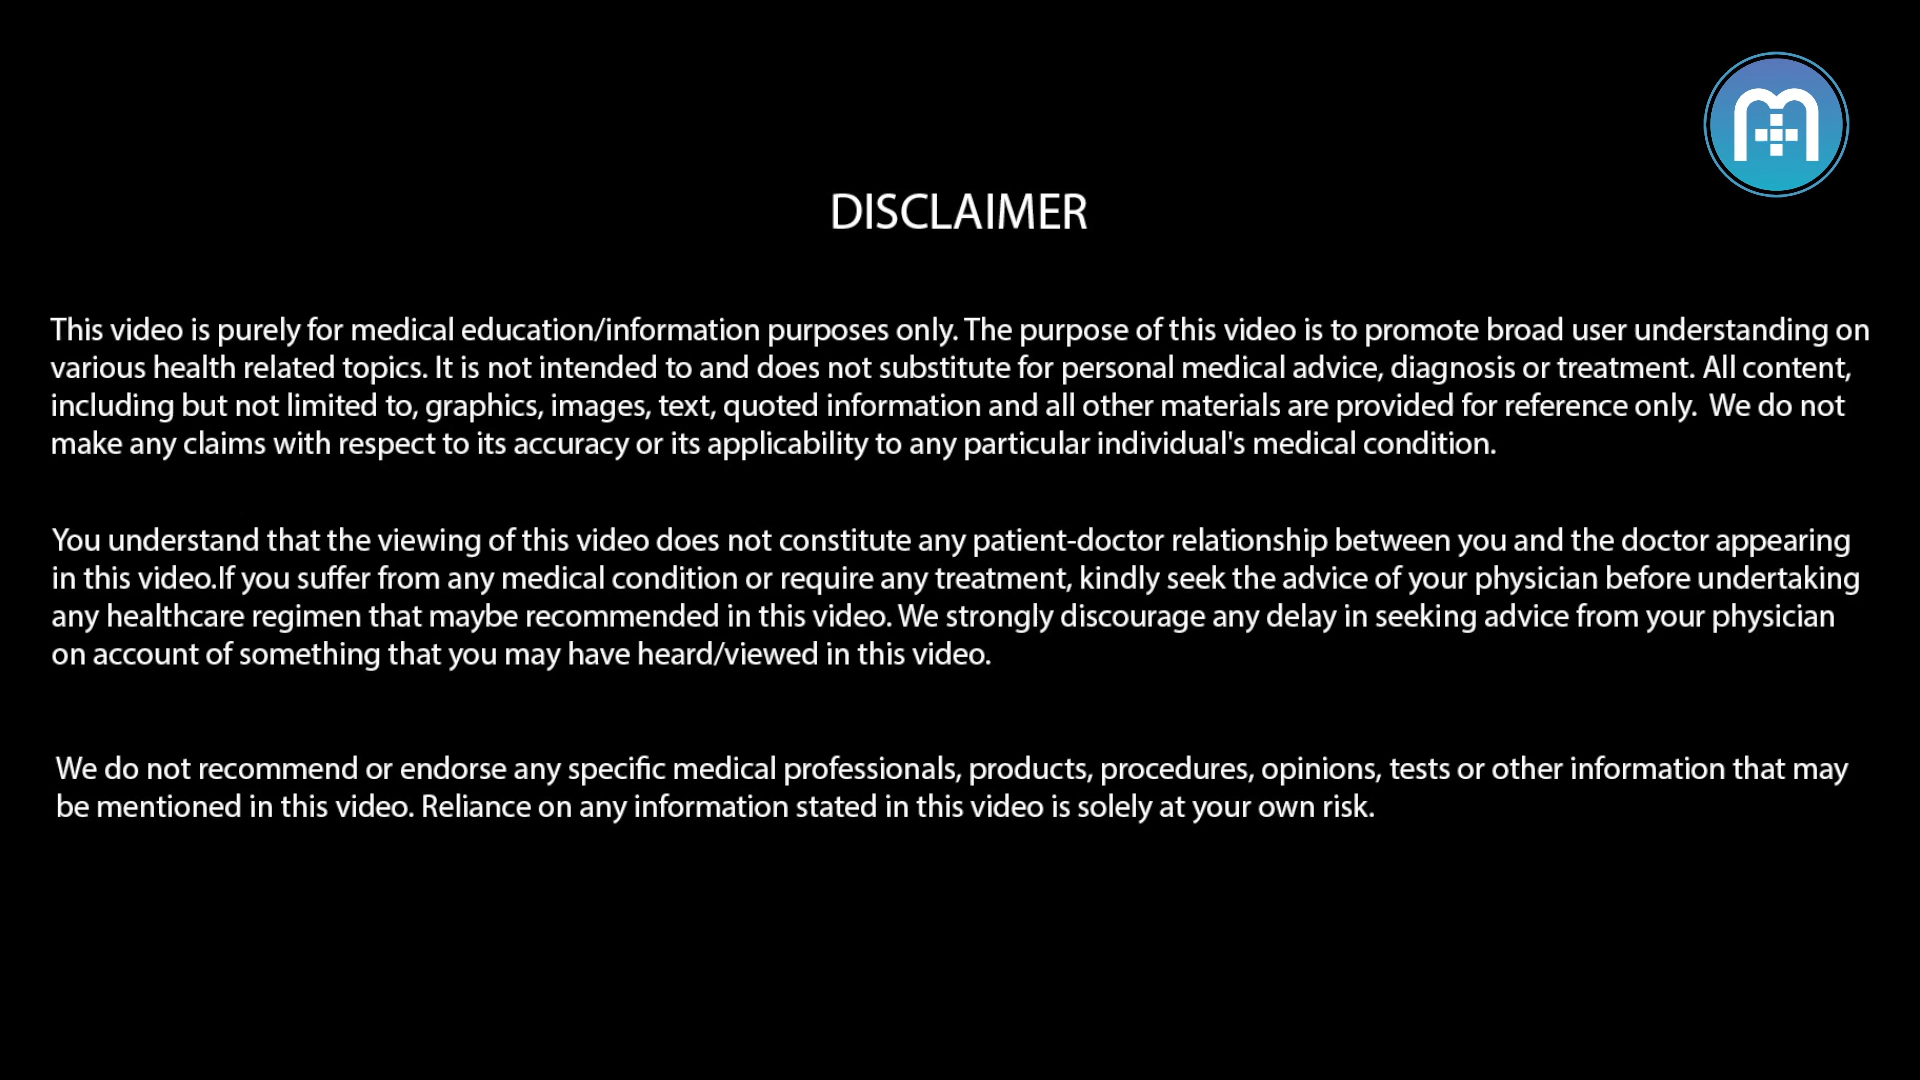 DISCLAIMER
This video is purely for medical education/information purposes only. The purpose of this video is to promote broad user understanding on
various health related topics. It is not intended to and does not substitute for personal medical advice, diagnosis or treatment. All content,
including but not limited to, graphics, images, text, quoted information and all other materials are provided for reference only.  We do not
make any claims with respect to its accuracy or its applicability to any particular individual's medical condition.
You understand that the viewing of this video does not constitute any patient-doctor relationship between you and the doctor appearing
in this video.If you suffer from any medical condition or require any treatment, kindly seek the advice of your physician before undertaking
any healthcare regimen that maybe recommended in this video. We strongly discourage any delay in seeking advice from your physician
on account of something that you may have heard/viewed in this video.
We do not recommend or endorse any specific medical professionals, products, procedures, opinions, tests or other information that may
be mentioned in this video. Reliance on any information stated in this video is solely at your own risk.